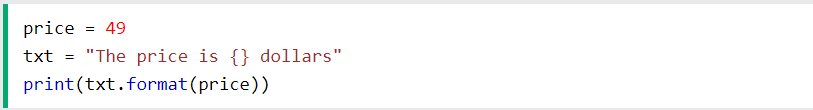 price = 49
txt = "The price is {} dollars"
print(txt.format(price))